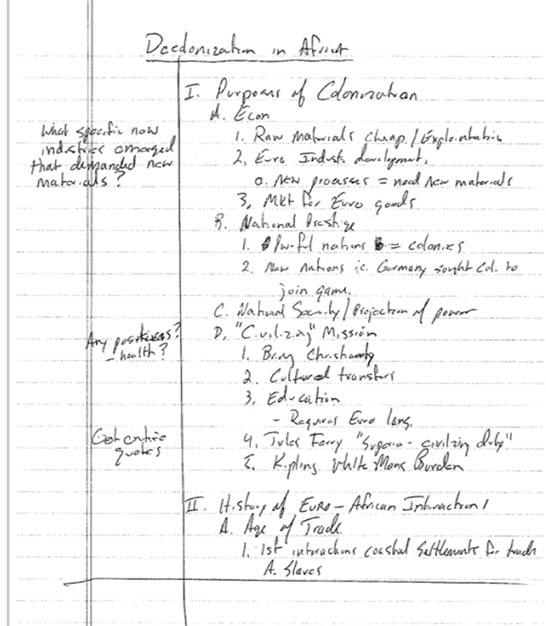 Decolonization in Africa
I. Purposes of Colonization
A. Econ
What specific new
industries emerged
that demanded new
materials?
1. Raw Materials cheap/Exploitation
2. Euro Indust. development.
a. New processes = need new materials
3. Mkt for Euro goods
B. National Prestige
1. Pw-ful nations = colonies
2. New nations i.e. Germany sought Col. to
join game.
C. National Security/Projection of power
Any positives?
- health?
D. "Civilizing" Mission
1. Bring Christianity
2. Cultural transfers
3. Education
- Requires Euro lang.
Get entire
quotes
4. Jules Ferry "Superior - civilizing duty"
5. Kipling. White Mans Burden
II. History of Euro - African Interaction
A. Age of Trade
1. 1st interactions coastal settlements for trade
A. Slaves